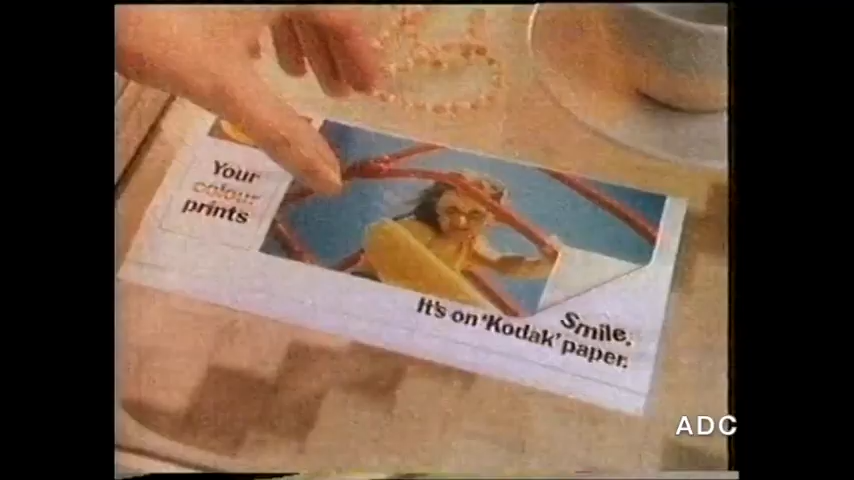 Your
colour
prints
Smile,
It's on 'Kodak' paper.
ADC